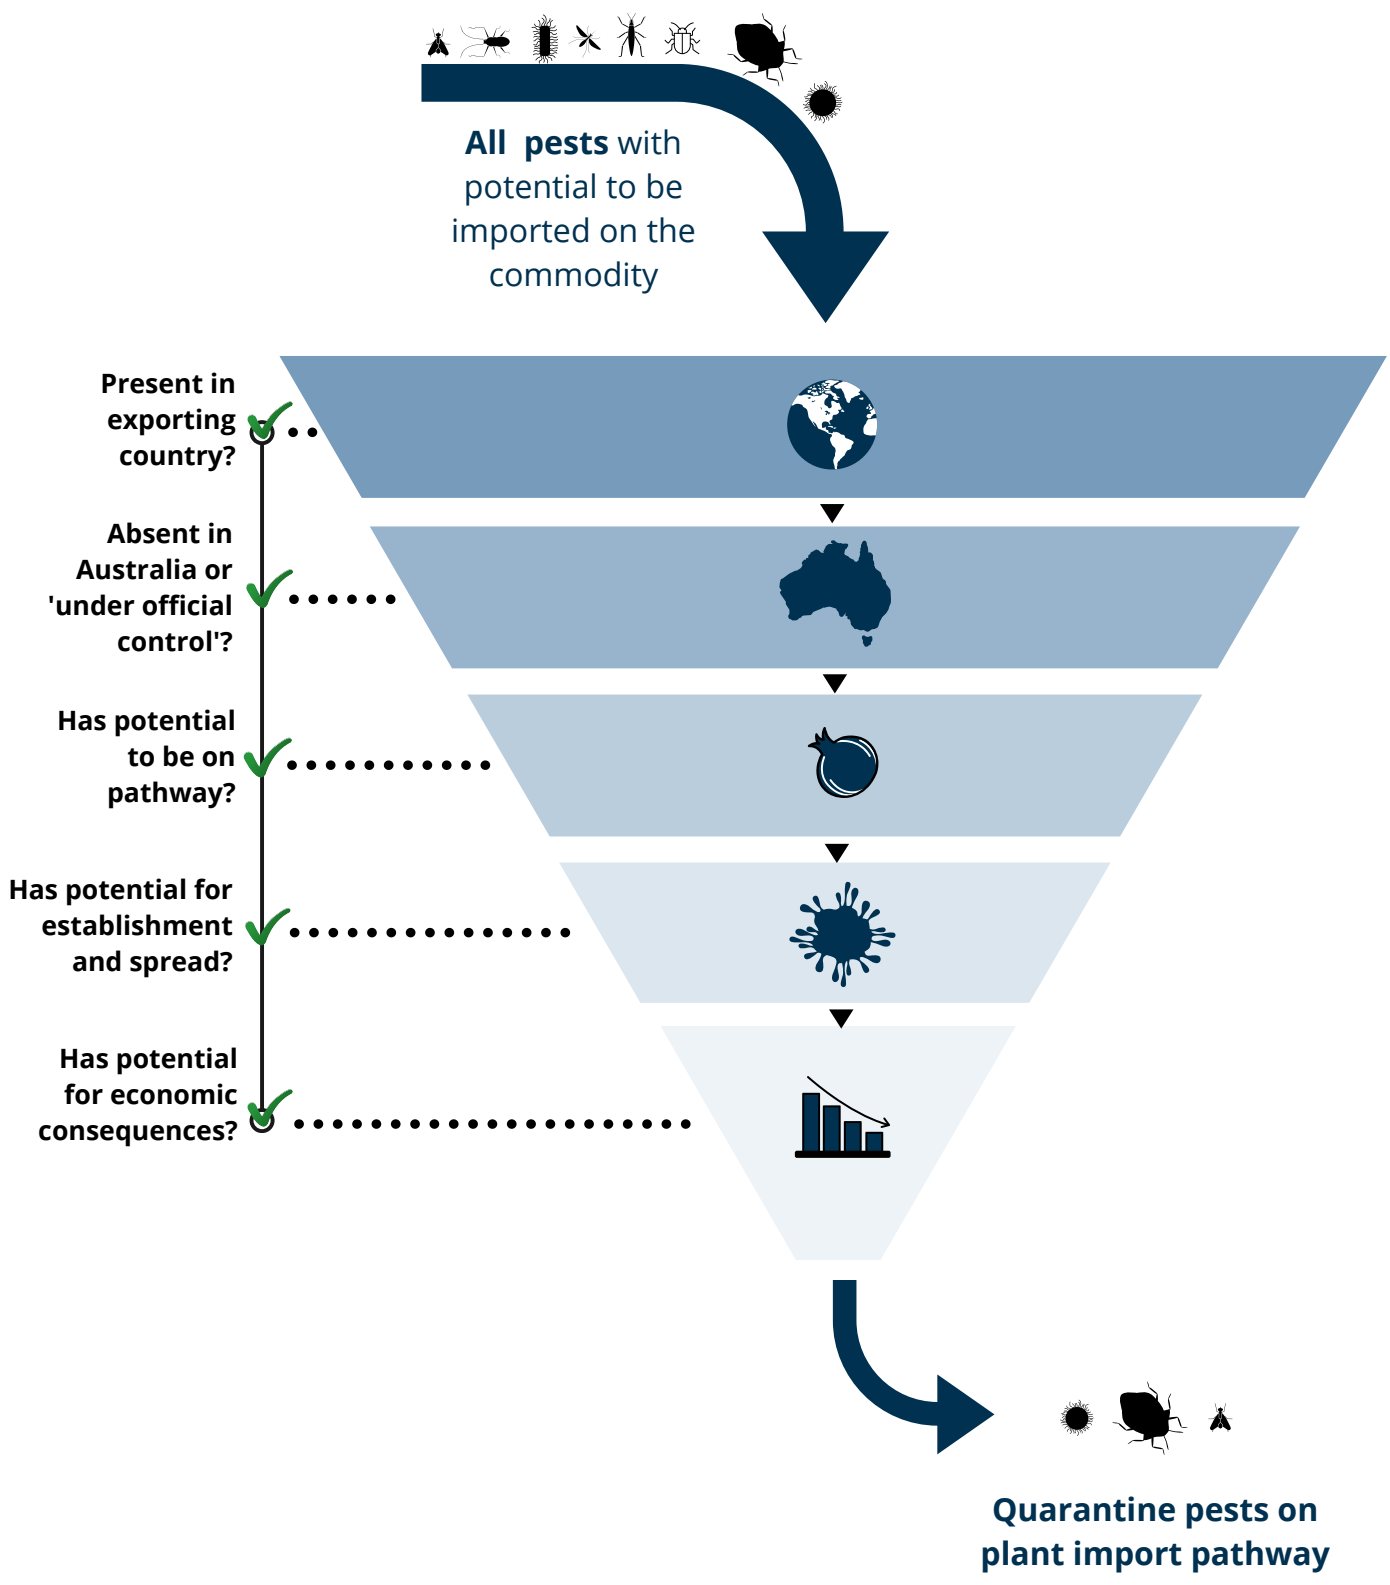 All pests with
potential to be
imported on the
commodity
Present in
exporting
country?
Absent in
Australia or
'under official
control'?
Has potential
to be on
pathway?
Has potential for
establishment
and spread?
Has potential
for economic
consequences?
Quarantine pests on
plant import pathway